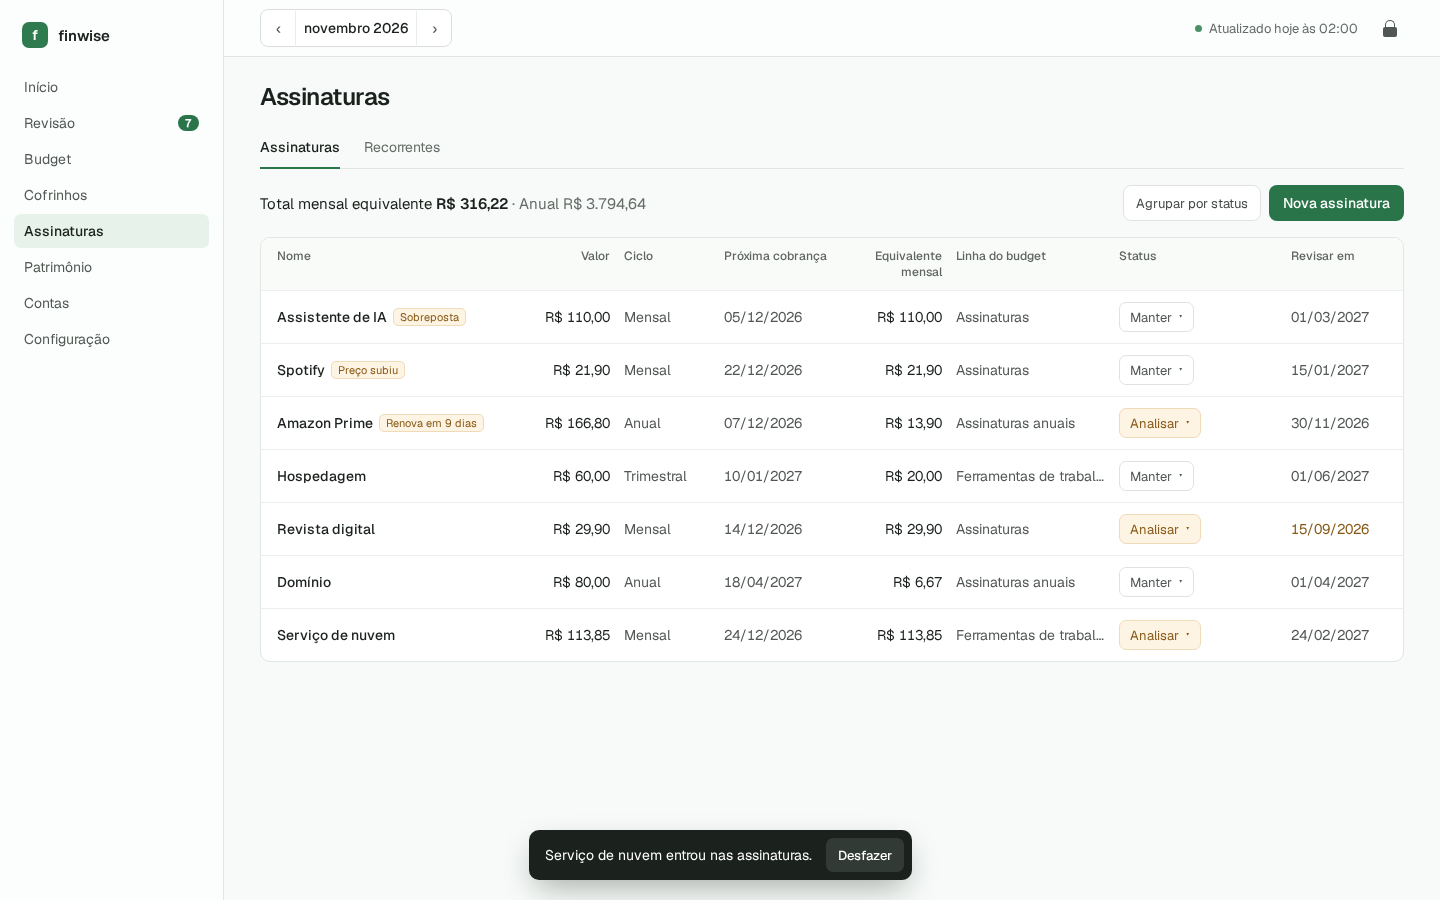 f finwise
‹ novembro 2026 ›
Atualizado hoje às 02:00
Início
Revisão 7
Budget
Cofrinhos
Assinaturas
Patrimônio
Contas
Configuração
Assinaturas
Assinaturas Recorrentes
Total mensal equivalente R$ 316,22 · Anual R$ 3.794,64
Agrupar por status
Nova assinatura
Nome Valor Ciclo Próxima cobrança Equivalente mensal Linha do budget Status Revisar em
Assistente de IA Sobreposta R$ 110,00 Mensal 05/12/2026 R$ 110,00 Assinaturas Manter 01/03/2027
Spotify Preço subiu R$ 21,90 Mensal 22/12/2026 R$ 21,90 Assinaturas Manter 15/01/2027
Amazon Prime Renova em 9 dias R$ 166,80 Anual 07/12/2026 R$ 13,90 Assinaturas anuais Analisar 30/11/2026
Hospedagem R$ 60,00 Trimestral 10/01/2027 R$ 20,00 Ferramentas de trabal... Manter 01/06/2027
Revista digital R$ 29,90 Mensal 14/12/2026 R$ 29,90 Assinaturas Analisar 15/09/2026
Domínio R$ 80,00 Anual 18/04/2027 R$ 6,67 Assinaturas anuais Manter 01/04/2027
Serviço de nuvem R$ 113,85 Mensal 24/12/2026 R$ 113,85 Ferramentas de trabal... Analisar 24/02/2027
Serviço de nuvem entrou nas assinaturas. Desfazer